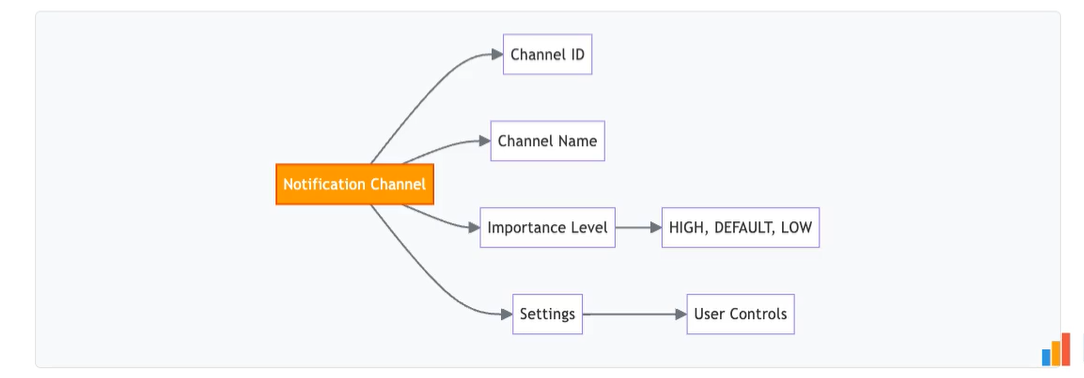 Channel ID
Channel Name
Notification Channel
Importance Level
HIGH, DEFAULT, LOW
Settings
User Controls